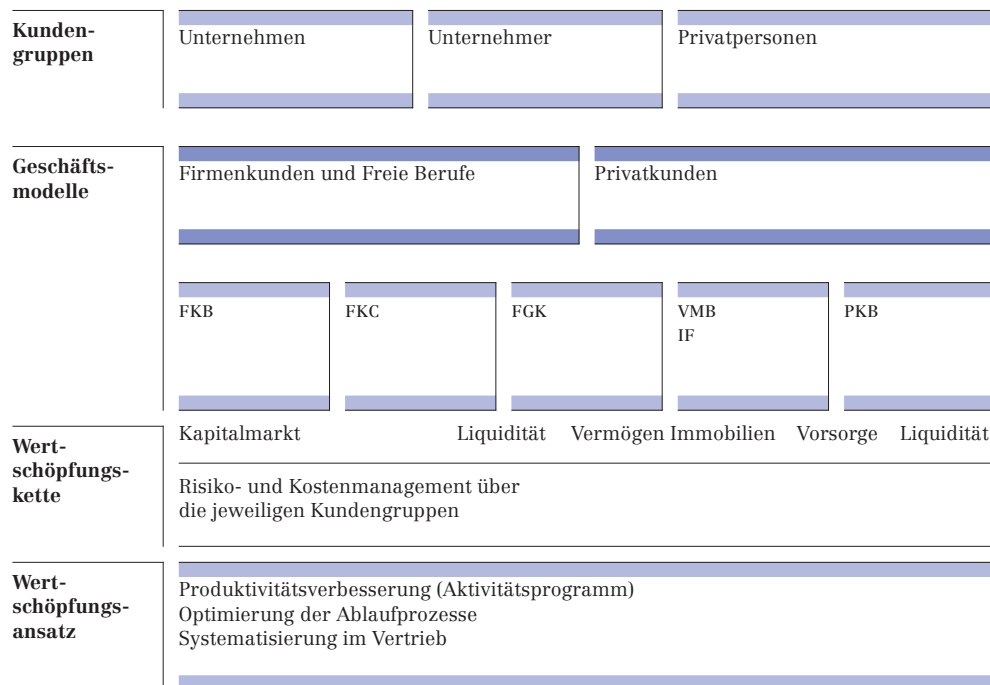 Kunden-
gruppen
Unternehmen
Unternehmer
Privatpersonen
Geschäfts-
modelle
Firmenkunden und Freie Berufe
Privatkunden
FKB
FKC
FGK
VMB
IF
PKB
Wert-
schöpfungs-
kette
Kapitalmarkt Liquidität Vermögen Immobilien Vorsorge Liquidität
Risiko- und Kostenmanagement über
die jeweiligen Kundengruppen
Wert-
schöpfungs-
ansatz
Produktivitätsverbesserung (Aktivitätsprogramm)
Optimierung der Ablaufprozesse
Systematisierung im Vertrieb